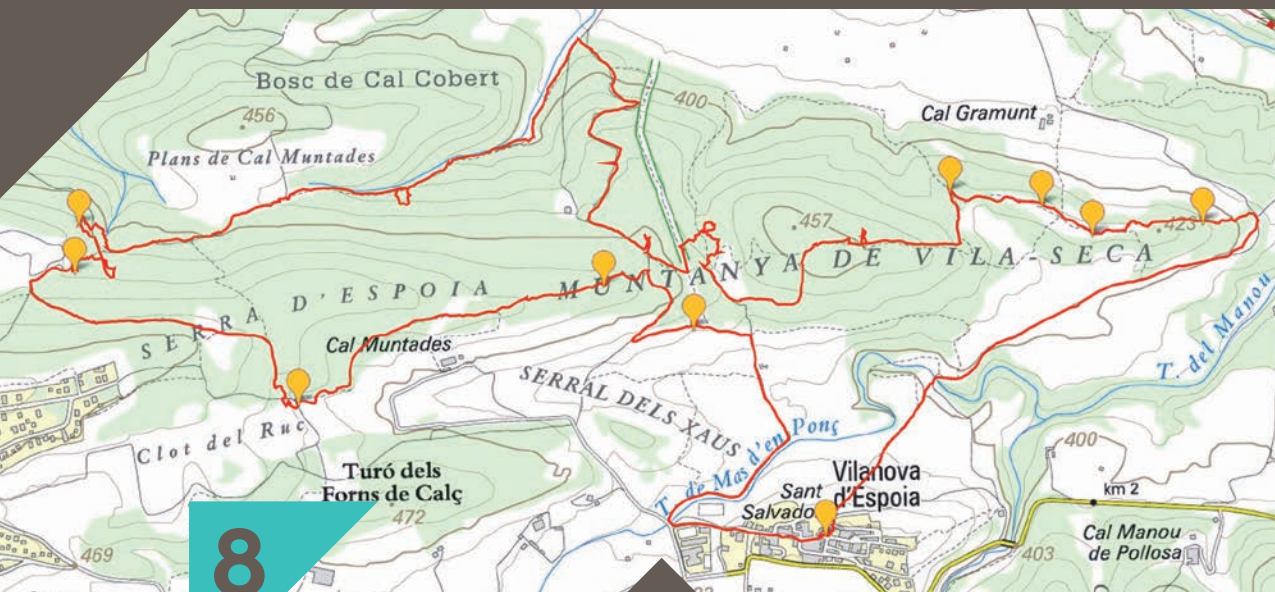 Bosc de Cal Cobert
456
Plans de Cal Muntades
400
Cal Gramunt
457
423
MUNTANYA DE VILA-SECA
SERRA D'ESPOIA
Cal Muntades
SERRAL DELS XAUS
T. del Manou
Clot del Ruc
T. de Mas d'en Ponç
400
Turó dels
Forns de Calç
472
Vilanova
d'Espoia
Sant
Salvado
km 2
Cal Manou
de Pollosa
403
469
8